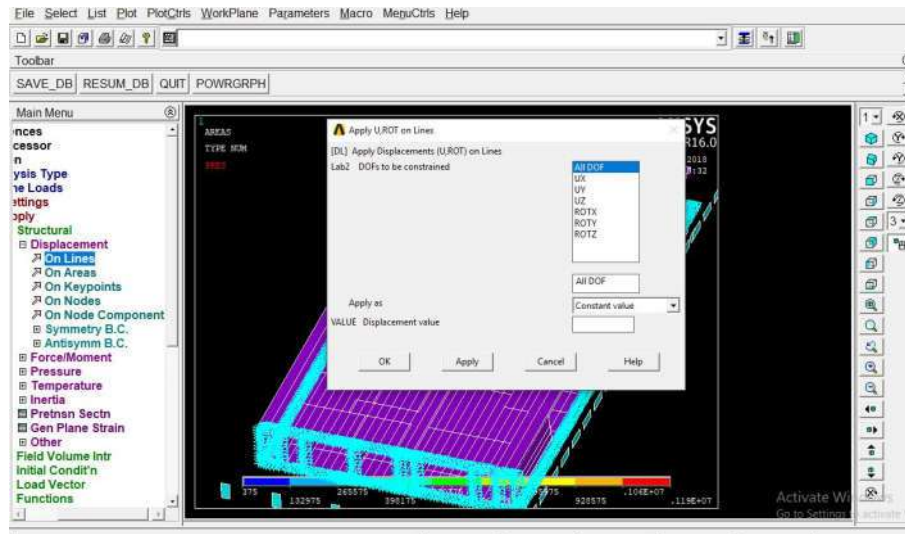 File Select List Plot PlotCtrls WorkPlane Parameters Macro MenuCtrls Help
Toolbar
SAVE_DB RESUM_DB QUIT POWRGRPH
Main Menu
nces
cessor
n
ysis Type
ne Loads
ettings
pply
Structural
Displacement
On Lines
On Areas
On Keypoints
On Nodes
On Node Component
Symmetry B.C.
Antisymm B.C.
Force/Moment
Pressure
Temperature
Inertia
Pretnsn Sectn
Gen Plane Strain
Other
Field Volume Intr
Initial Condit'n
Load Vector
Functions
1
AREAS
TYPE NUM
PRES
SYS
R16.0
2018
:32
Apply U,ROT on Lines
[DL] Apply Displacements (U,ROT) on Lines
Lab2 DOFs to be constrained
All DOF
UX
UY
UZ
ROTX
ROTY
ROTZ
All DOF
Apply as
Constant value
VALUE Displacement value
OK Apply Cancel Help
375
132975
265575
398175
928575
.106E+07
.119E+07
1
3
Activate Wi
Go to Settings